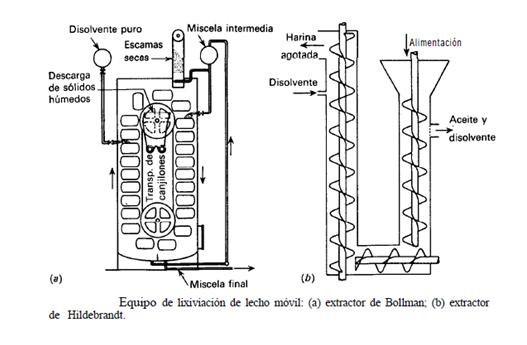 Disolvente puro
Miscela intermedia
Escamas
secas
Descarga
de sólidos
húmedos
Transp. de
canjilones
Miscela final
(a)
Harina
agotada
Alimentación
Disolvente
Aceite y
disolvente
(b)
Equipo de lixiviación de lecho móvil: (a) extractor de Bollman; (b) extractor
de Hildebrandt.